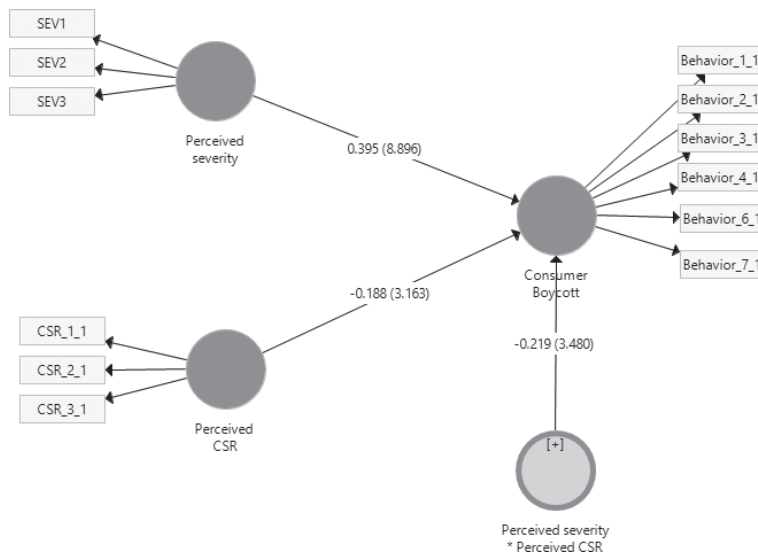 SEV1
SEV2
SEV3
Perceived
severity
0.395 (8.896)
Behavior_1_1
Behavior_2_1
Behavior_3_1
Behavior_4_1
Behavior_6_1
Behavior_7_1
Consumer
Boycott
-0.188 (3.163)
CSR_1_1
CSR_2_1
CSR_3_1
Perceived
CSR
-0.219 (3.480)
[+]
Perceived severity
* Perceived CSR